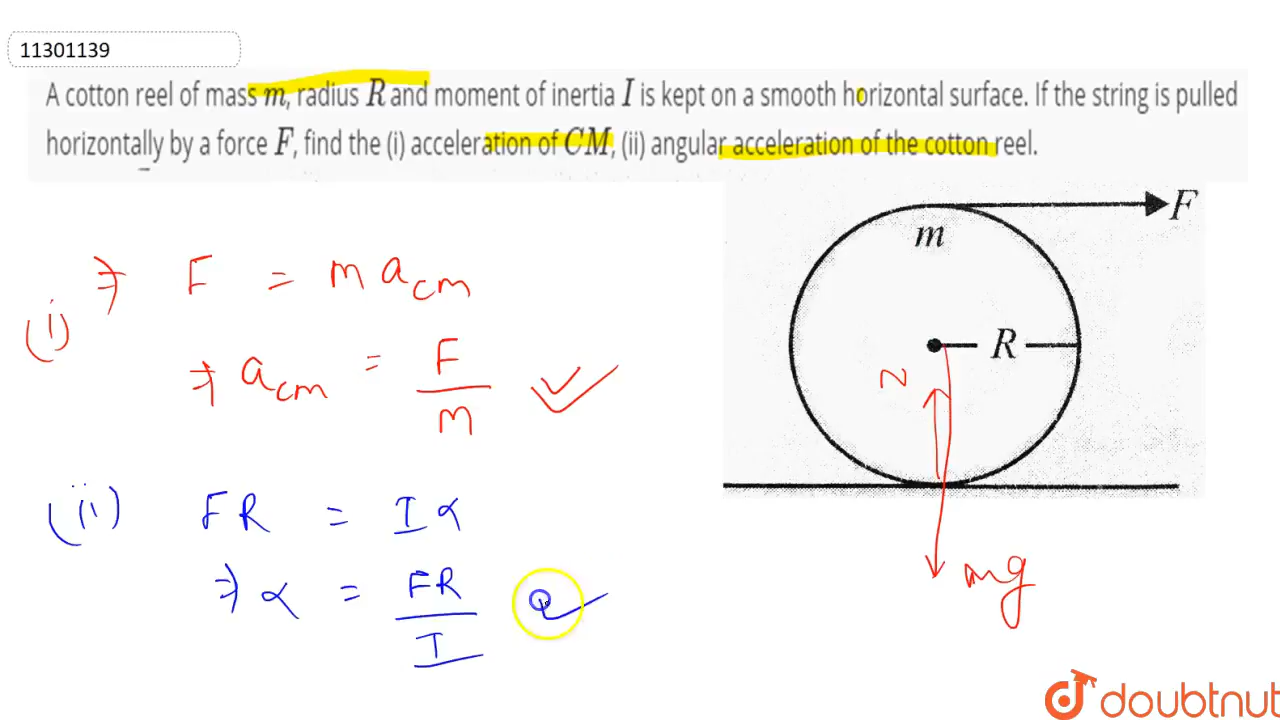 11301139
A cotton reel of mass m, radius R and moment of inertia I is kept on a smooth horizontal surface. If the string is pulled
horizontally by a force F, find the (i) acceleration of CM, (ii) angular acceleration of the cotton reel.
F
m
R
N
mg
(i) ⇒ F = m a_cm
⇒ a_cm = F/m
(ii) FR = Iα
⇒ α = FR/I
doubtnut